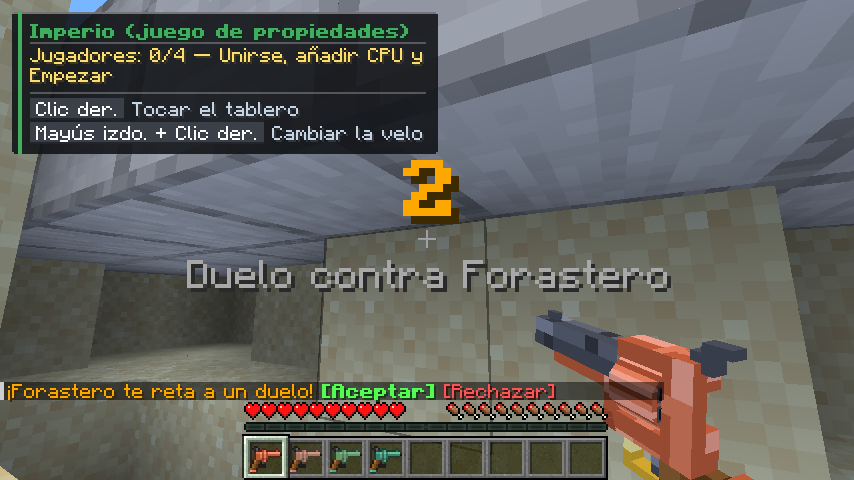 Imperio (juego de propiedades)
Jugadores: 0/4 — Unirse, añadir CPU y
Empezar
Clic der. Tocar el tablero
Mayús izdo. + Clic der. Cambiar la velo
2
Duelo contra Forastero
¡Forastero te reta a un duelo! [Aceptar] [Rechazar]